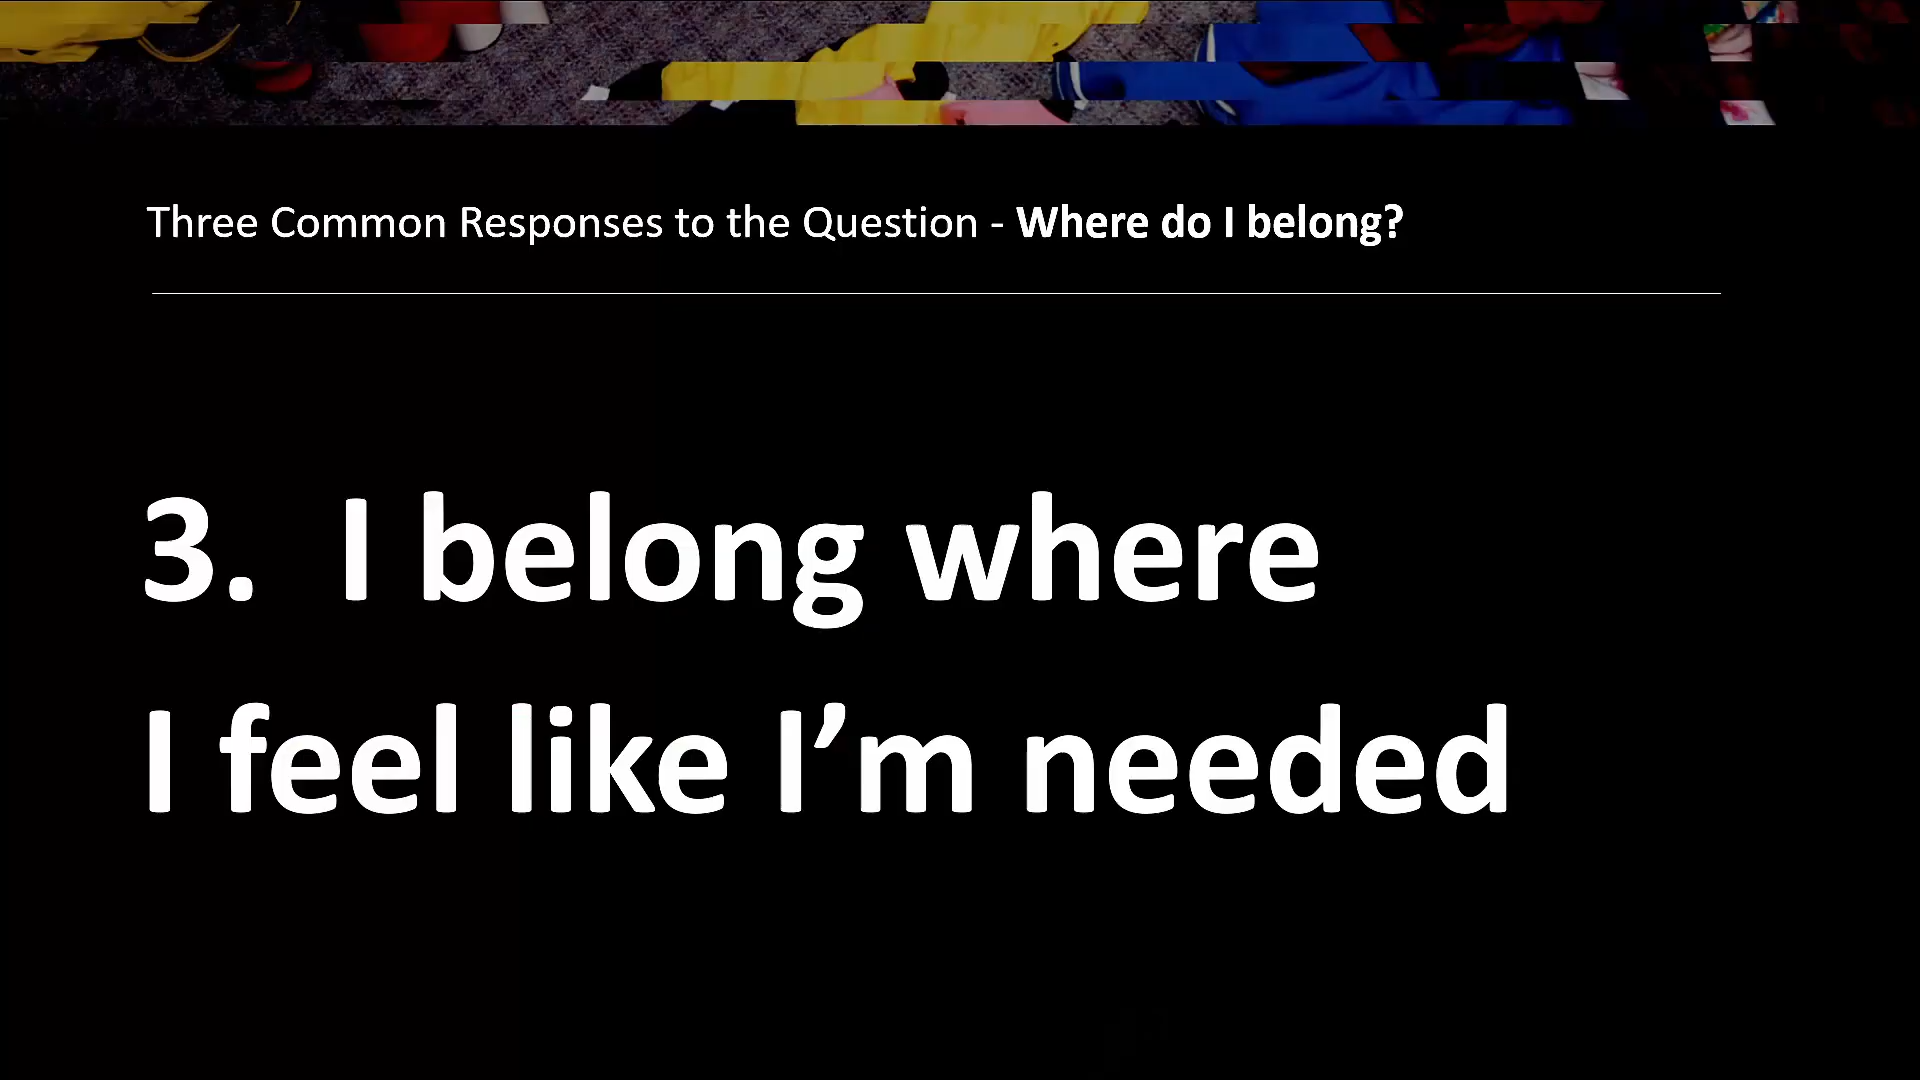 Three Common Responses to the Question - Where do I belong?
3. I belong where
I feel like I’m needed